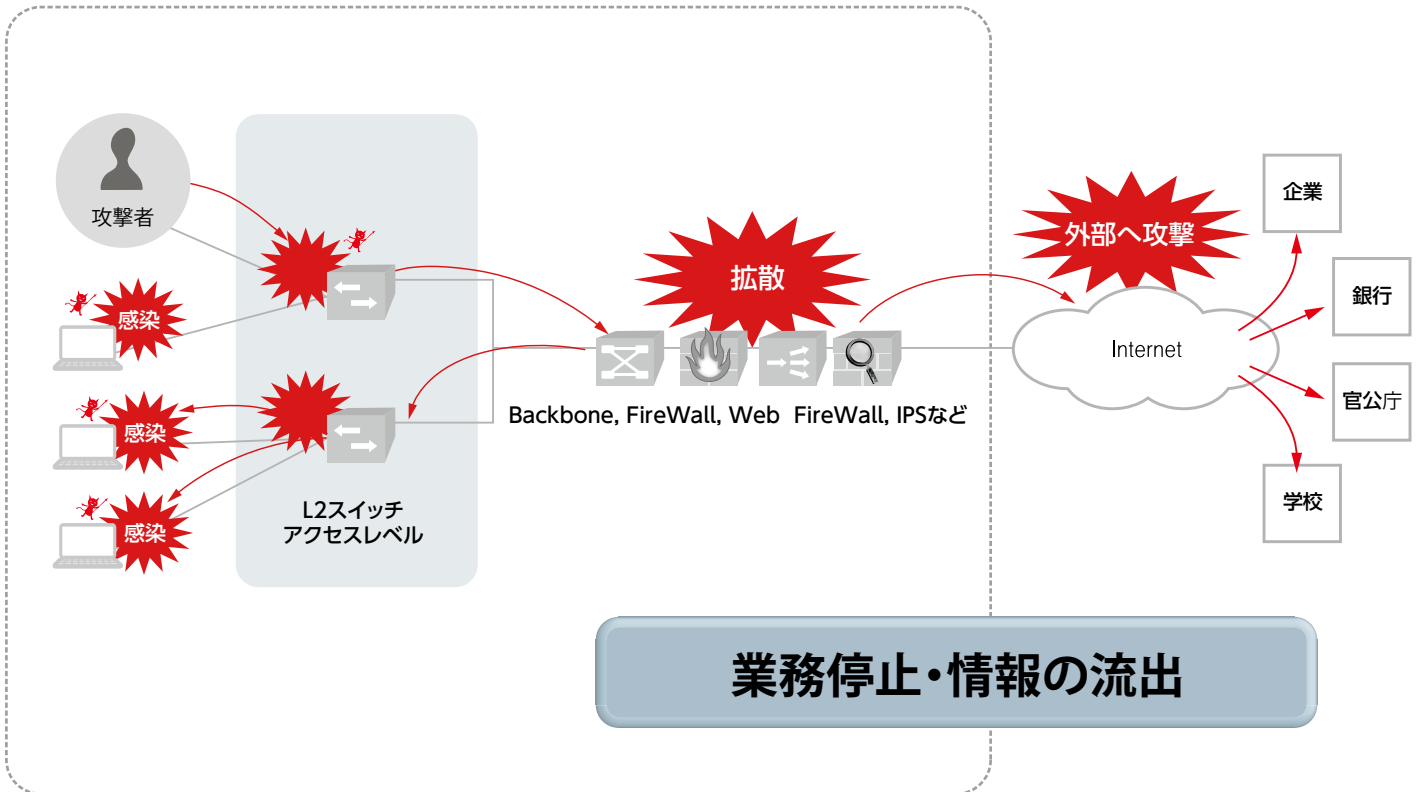 攻撃者
感染
感染
感染
L2スイッチ
アクセスレベル
拡散
Backbone, FireWall, Web FireWall, IPSなど
外部へ攻撃
Internet
企業
銀行
官公庁
学校
業務停止・情報の流出